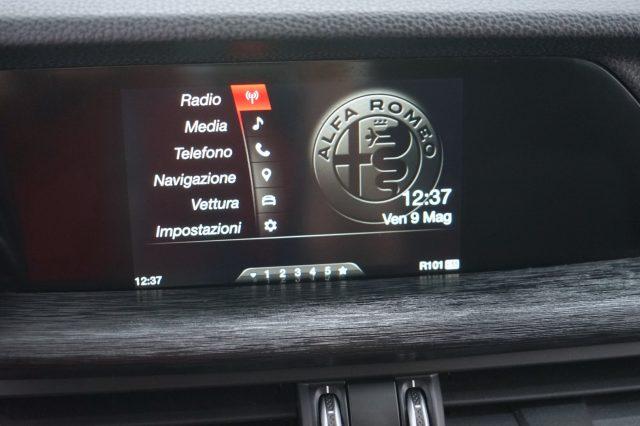 Radio
Media
Telefono
Navigazione
Vettura
Impostazioni
ALFA ROMEO
12:37
Ven 9 Mag
12:37
1 2 3 4 5
R101